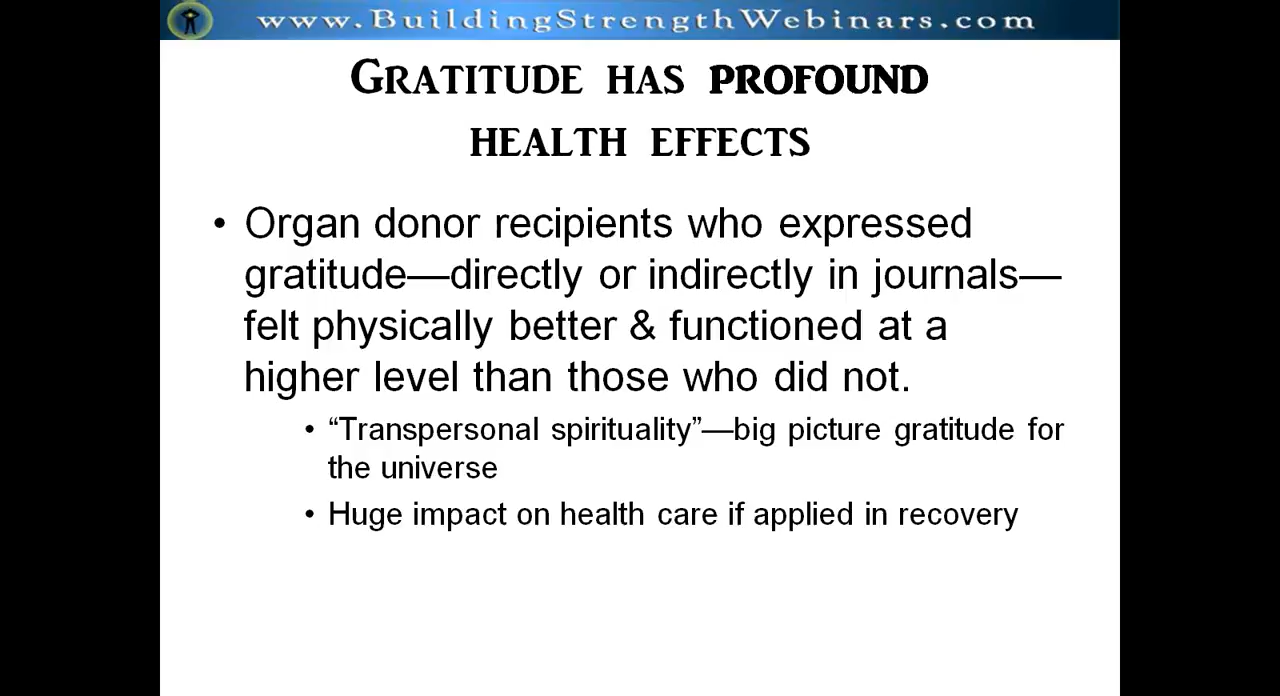 www.BuildingStrengthWebinars.com
GRATITUDE HAS PROFOUND
HEALTH EFFECTS
• Organ donor recipients who expressed
gratitude—directly or indirectly in journals—
felt physically better & functioned at a
higher level than those who did not.
• “Transpersonal spirituality”—big picture gratitude for
the universe
• Huge impact on health care if applied in recovery